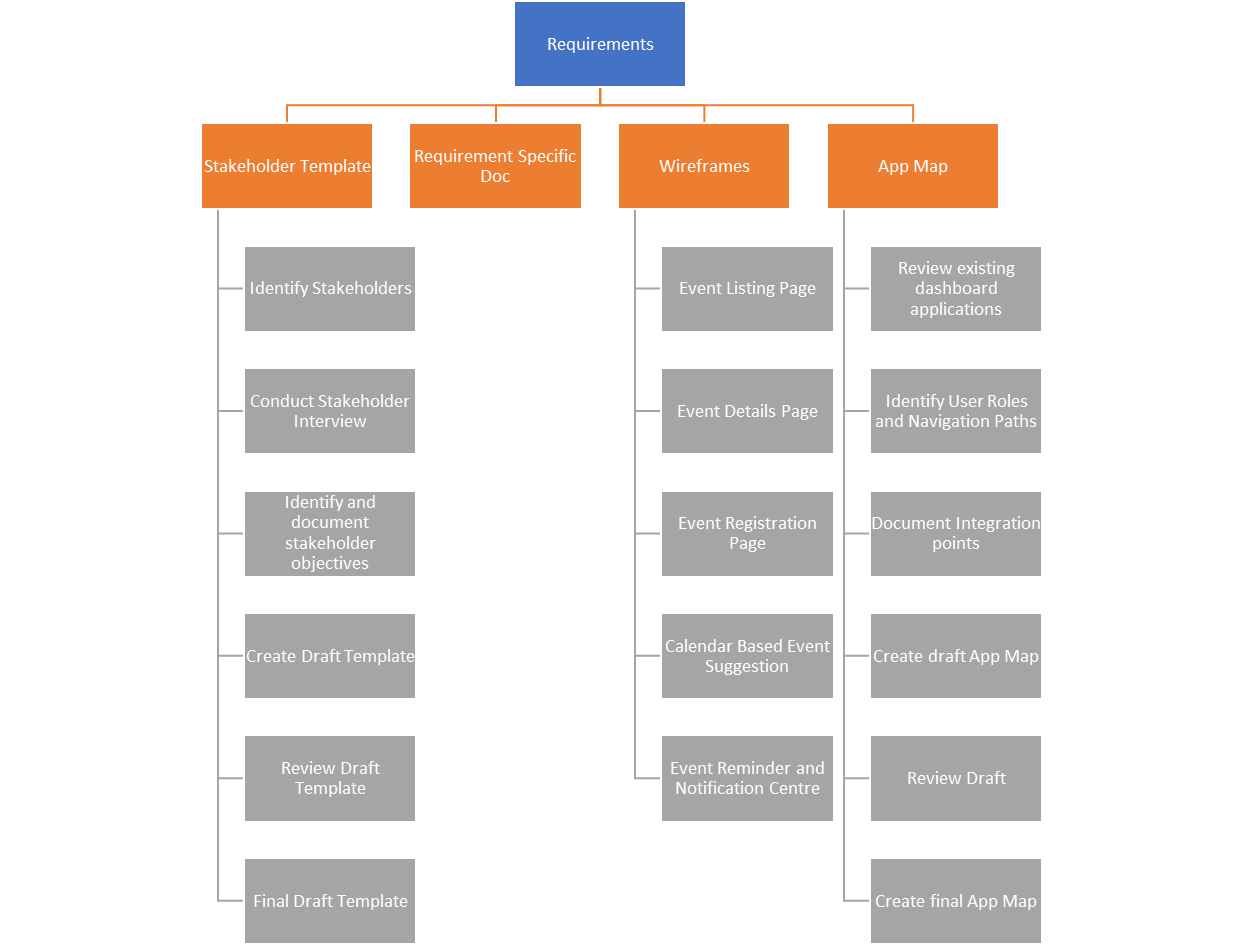 Requirements
Stakeholder Template
Requirement Specific
Doc
Wireframes
App Map
Identify Stakeholders
Conduct Stakeholder
Interview
Identify and
document
stakeholder
objectives
Create Draft Template
Review Draft
Template
Final Draft Template
Event Listing Page
Event Details Page
Event Registration
Page
Calendar Based Event
Suggestion
Event Reminder and
Notification Centre
Review existing
dashboard
applications
Identify User Roles
and Navigation Paths
Document Integration
points
Create draft App Map
Review Draft
Create final App Map